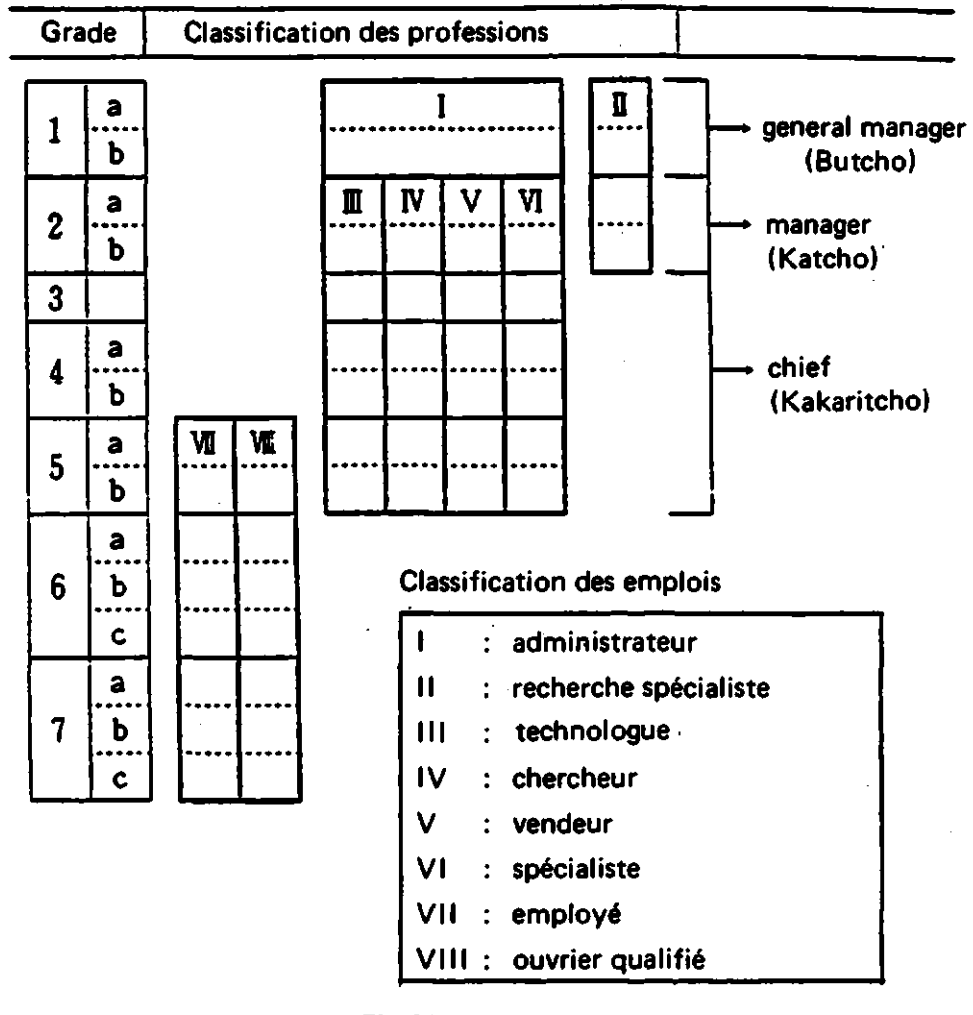 Grade Classification des professions
1 a I II general manager
b (Butcho)
2 a III IV V VI manager
b (Katcho)
3
4 a chief
b (Kakaritcho)
5 a VII VIII
b
6 a
b
c
7 a
b
c
Classification des emplois
I : administrateur
II : recherche spécialiste
III : technologue
IV : chercheur
V : vendeur
VI : spécialiste
VII : employé
VIII : ouvrier qualifié